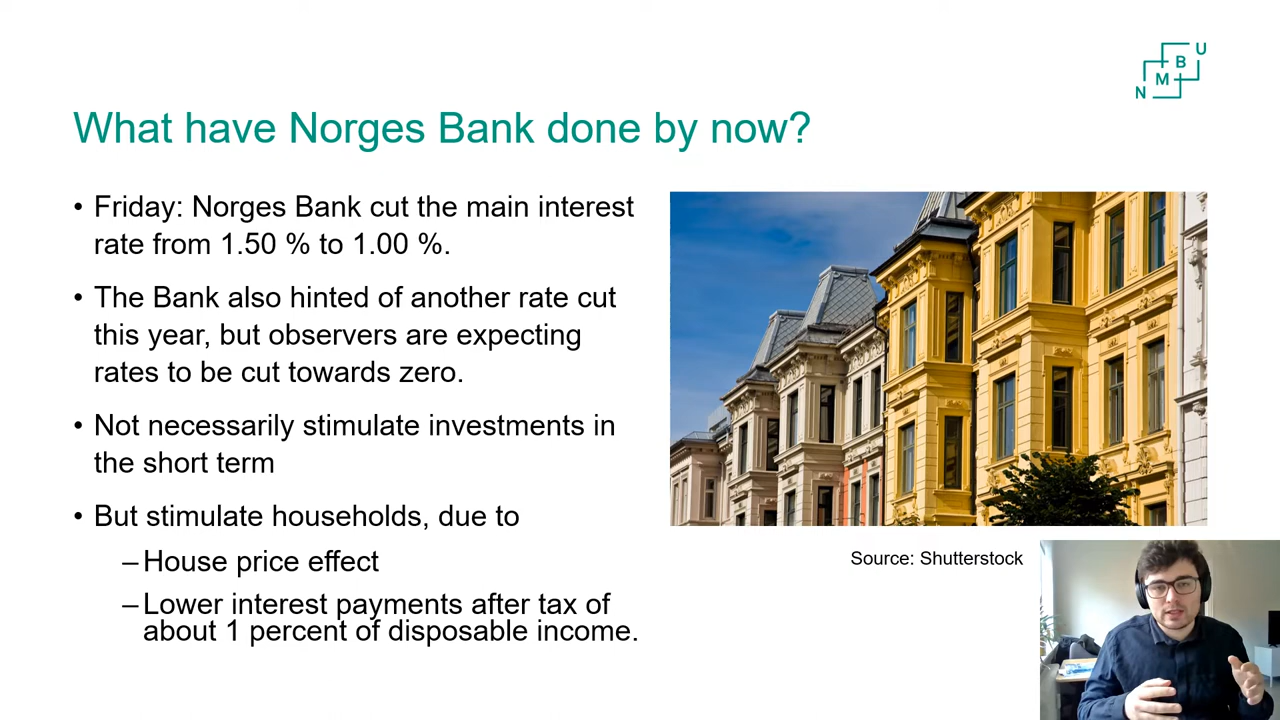 N M B U
What have Norges Bank done by now?
• Friday: Norges Bank cut the main interest
rate from 1.50 % to 1.00 %.
• The Bank also hinted of another rate cut
this year, but observers are expecting
rates to be cut towards zero.
• Not necessarily stimulate investments in
the short term
• But stimulate households, due to
–House price effect
–Lower interest payments after tax of
about 1 percent of disposable income.
Source: Shutterstock